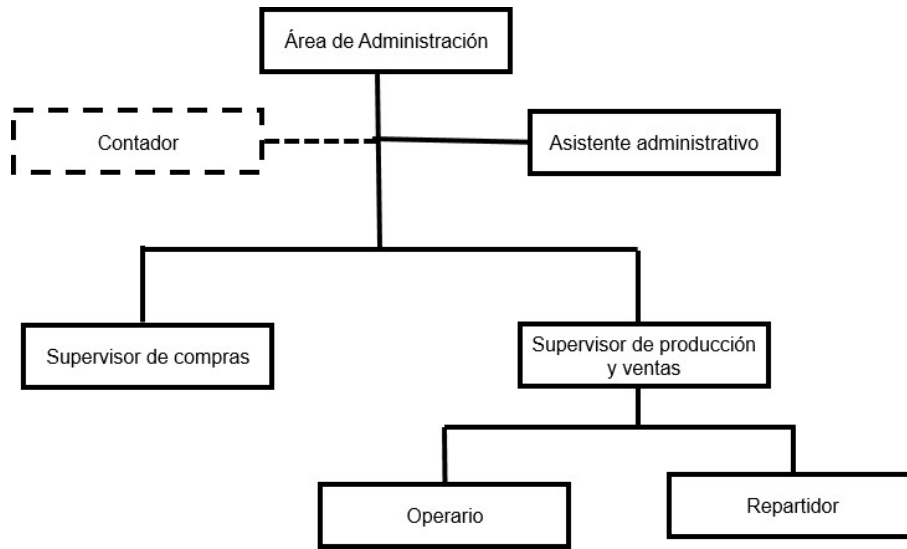 Área de Administración
Contador
Asistente administrativo
Supervisor de compras
Supervisor de producción
y ventas
Operario
Repartidor